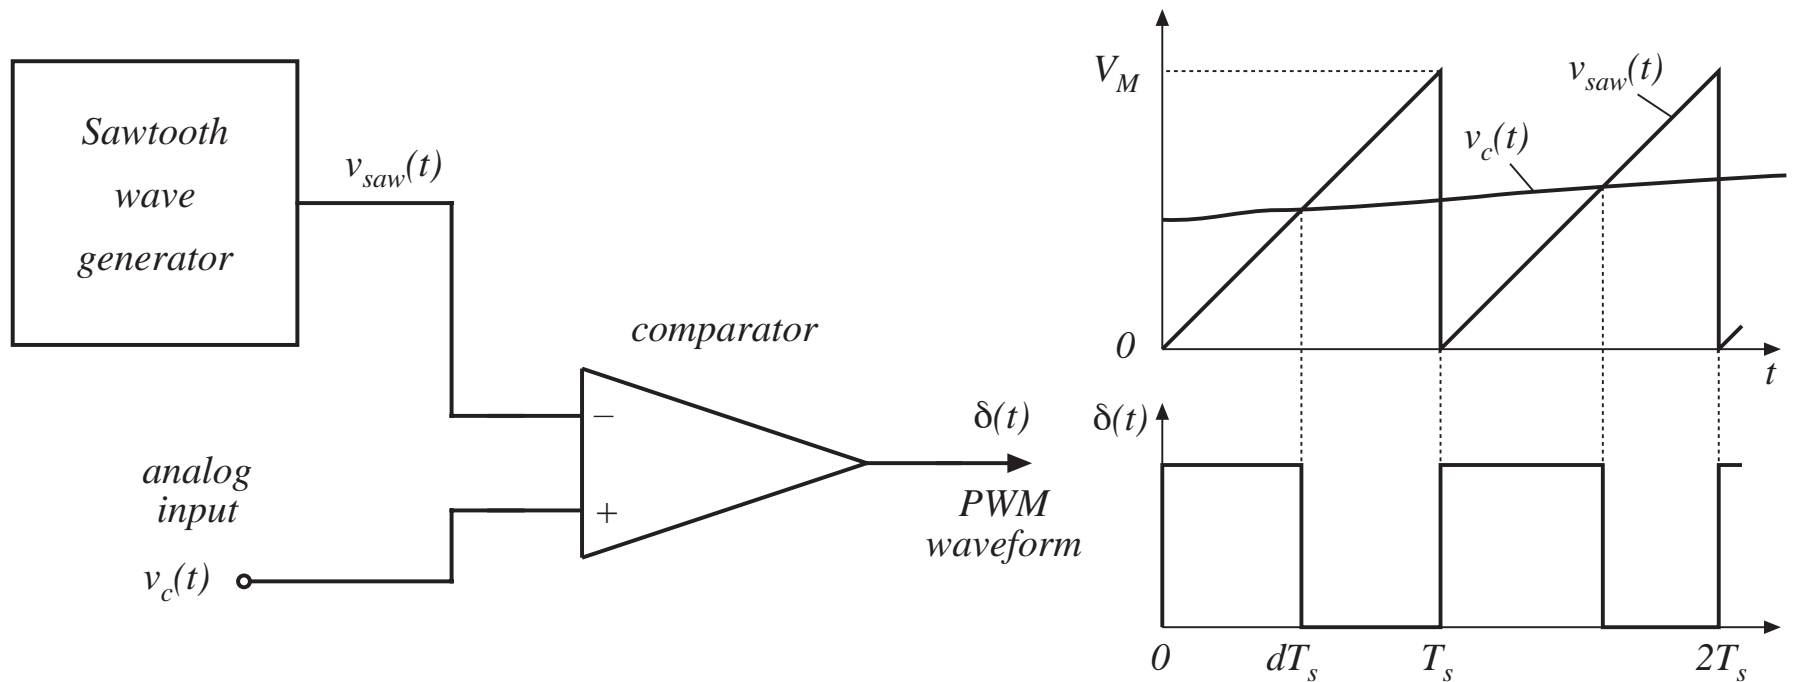 Sawtooth
wave
generator
v_saw(t)
comparator
−
+
analog
input
v_c(t)
δ(t)
PWM
waveform
V_M
v_saw(t)
v_c(t)
0
t
δ(t)
0 dT_s T_s 2T_s